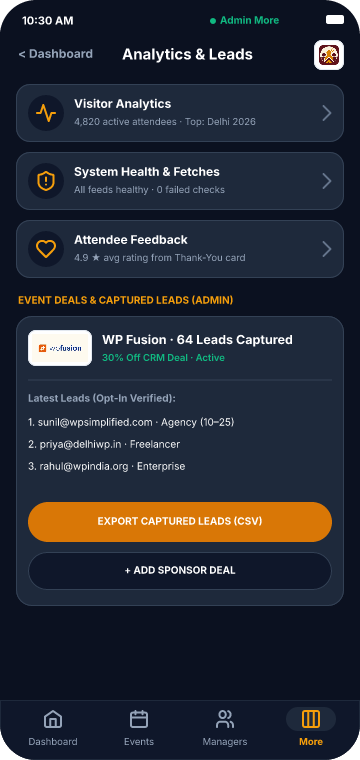 10:30 AM
Admin More
< Dashboard
Analytics & Leads
Visitor Analytics
4,820 active attendees · Top: Delhi 2026
System Health & Fetches
All feeds healthy · 0 failed checks
Attendee Feedback
4.9 ★ avg rating from Thank-You card
EVENT DEALS & CAPTURED LEADS (ADMIN)
wpfusion
WP Fusion · 64 Leads Captured
30% Off CRM Deal · Active
Latest Leads (Opt-In Verified):
1. sunil@wpsimplified.com · Agency (10–25)
2. priya@delhiwp.in · Freelancer
3. rahul@wpindia.org · Enterprise
EXPORT CAPTURED LEADS (CSV)
+ ADD SPONSOR DEAL
Dashboard
Events
Managers
More